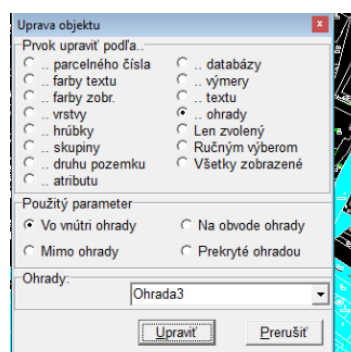 Uprava objektu
Prvok upraviť podľa..
.. parcelného čísla
.. databázy
.. farby textu
.. výmery
.. farby zobr.
.. textu
.. vrstvy
.. ohrady
.. hrúbky
Len zvolený
.. skupiny
Ručným výberom
.. druhu pozemku
Všetky zobrazené
.. atributu
Použitý parameter
Vo vnútri ohrady
Na obvode ohrady
Mimo ohrady
Prekryté ohradou
Ohrady:
Ohrada3
Upraviť
Prerušiť